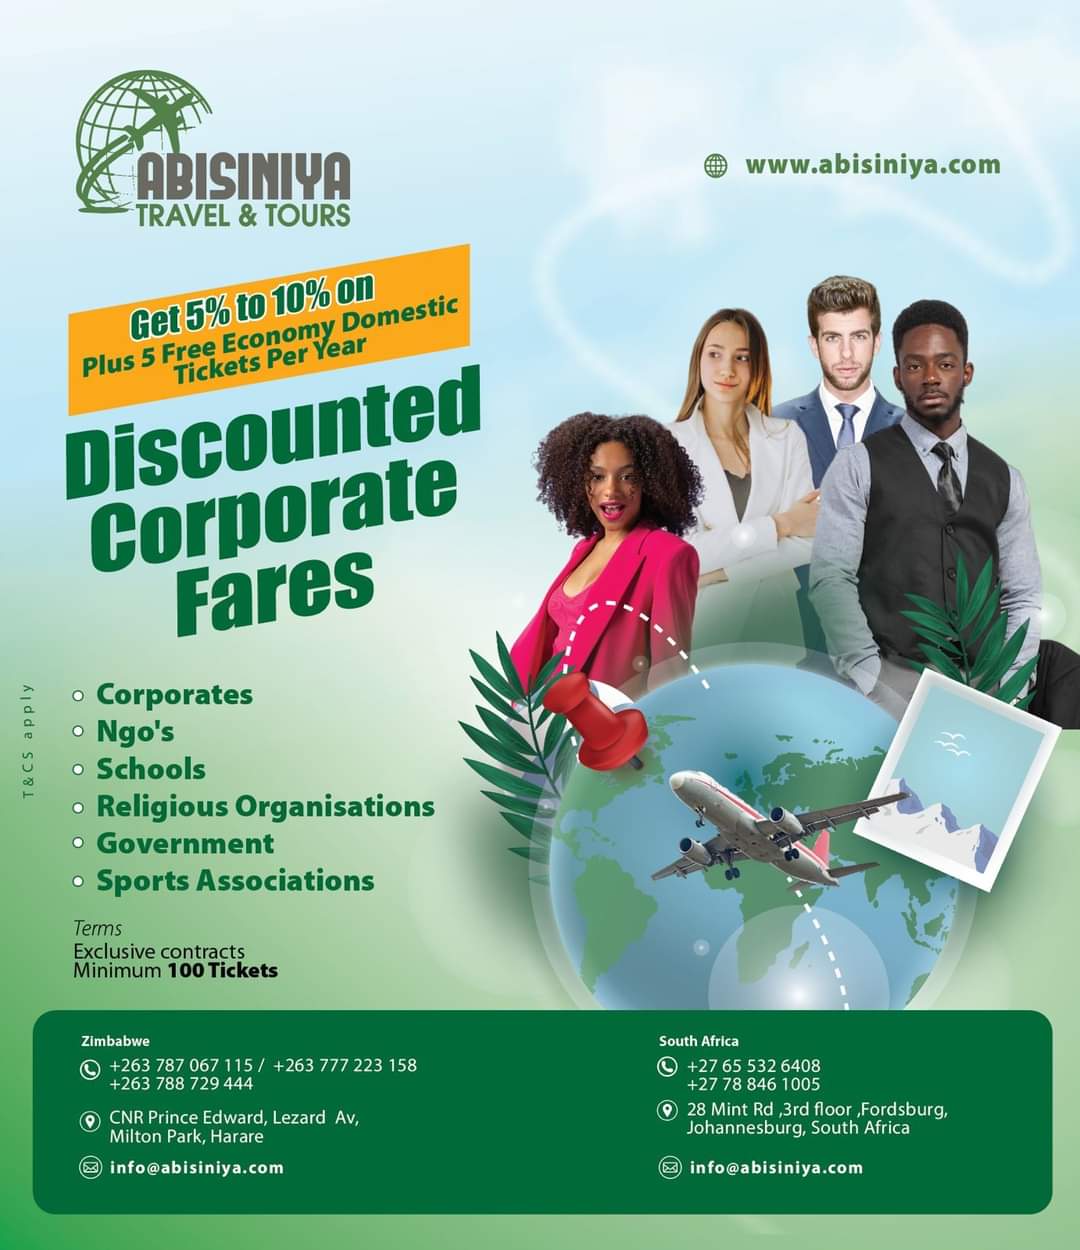 ABISINIYA
TRAVEL & TOURS
www.abisiniya.com
Get 5% to 10% on
Plus 5 Free Economy Domestic
Tickets Per Year
Discounted
Corporate
Fares
Corporates
Ngo's
Schools
Religious Organisations
Government
Sports Associations
T&CS apply
Terms
Exclusive contracts
Minimum 100 Tickets
Zimbabwe
+263 787 067 115 / +263 777 223 158
+263 788 729 444
CNR Prince Edward, Lezard Av,
Milton Park, Harare
info@abisiniya.com
South Africa
+27 65 532 6408
+27 78 846 1005
28 Mint Rd ,3rd floor ,Fordsburg,
Johannesburg, South Africa
info@abisiniya.com